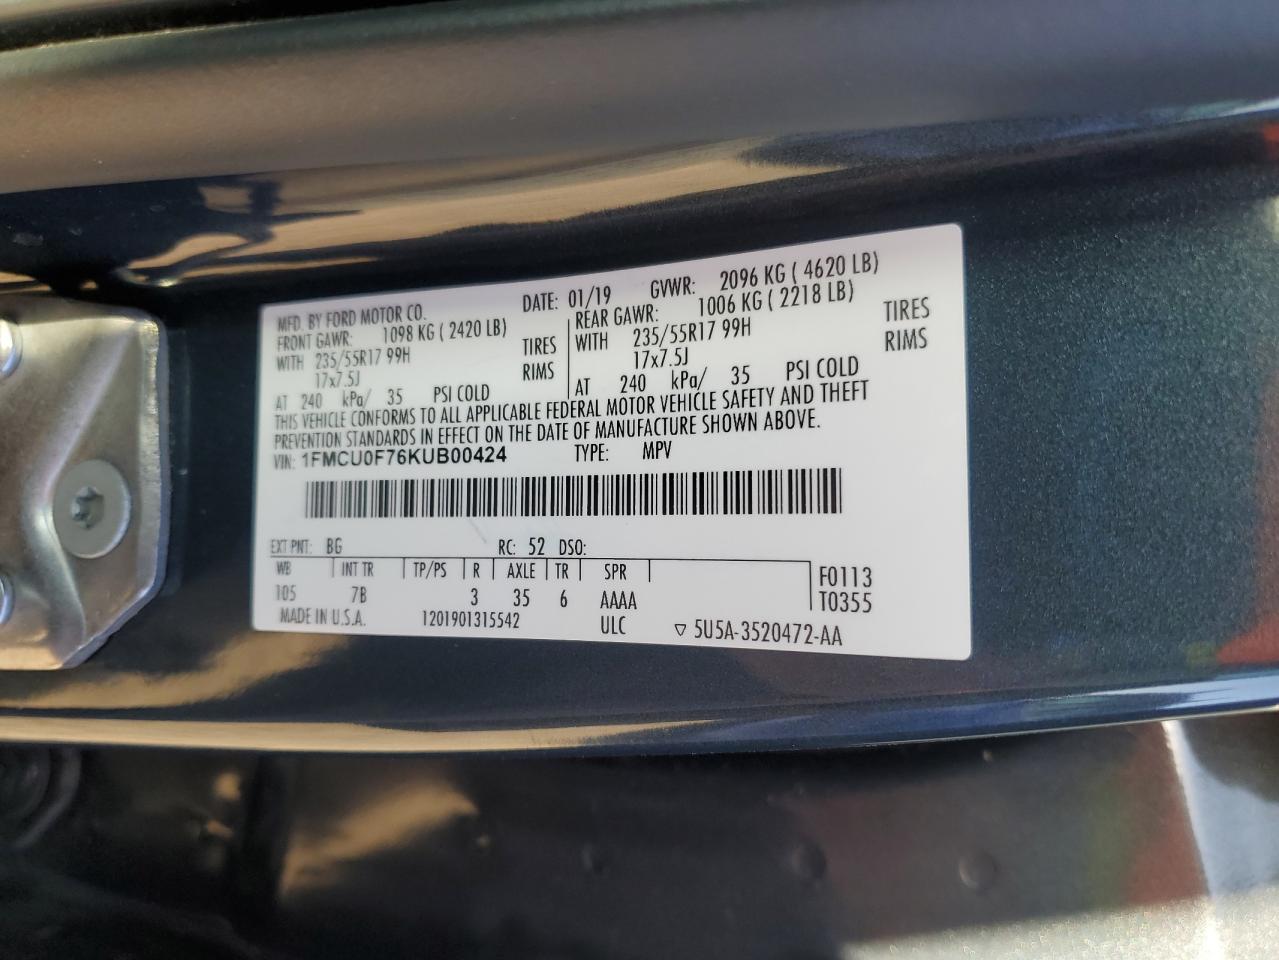 MFD. BY FORD MOTOR CO. DATE: 01/19 GVWR: 2096 KG ( 4620 LB)
FRONT GAWR: 1098 KG ( 2420 LB) REAR GAWR: 1006 KG ( 2218 LB)
WITH 235/55R17 99H TIRES WITH 235/55R17 99H TIRES
17x7.5J RIMS 17x7.5J RIMS
AT 240 kPa/ 35 PSI COLD AT 240 kPa/ 35 PSI COLD
THIS VEHICLE CONFORMS TO ALL APPLICABLE FEDERAL MOTOR VEHICLE SAFETY AND THEFT
PREVENTION STANDARDS IN EFFECT ON THE DATE OF MANUFACTURE SHOWN ABOVE.
VIN: 1FMCU0F76KUB00424 TYPE: MPV
EXT PNT: BG RC: 52 DSO:
WB INT TR TP/PS R AXLE TR SPR F0113
105 7B 3 35 6 AAAA T0355
MADE IN U.S.A. 1201901315542 ULC ▽ 5U5A-3520472-AA